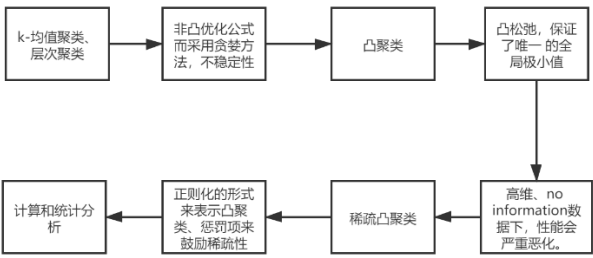 k-均值聚类、
层次聚类
非凸优化公式
而采用贪婪方
法，不稳定性
凸聚类
凸松弛，保证
了唯一 的全
局极小值
高维、no
information数
据下，性能会
严重恶化。
稀疏凸聚类
正则化的形式
来表示凸聚
类、惩罚项来
鼓励稀疏性
计算和统计分
析